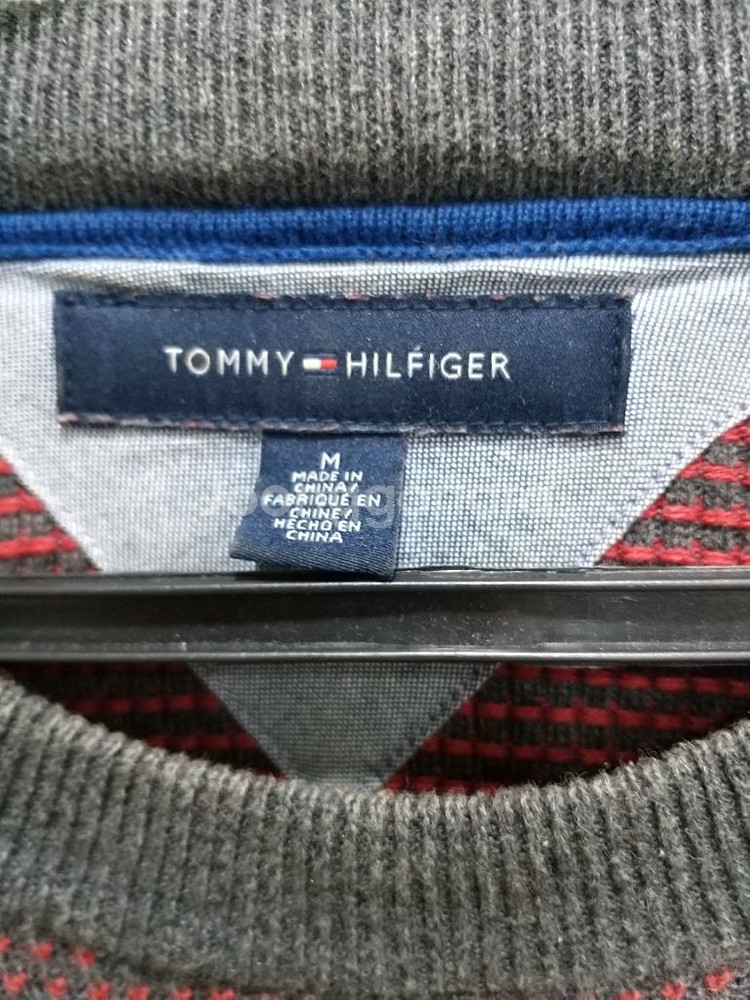 TOMMY HILFIGER
M
MADE IN
CHINA/
FABRIQUÉ EN
CHINE/
HECHO EN
CHINA